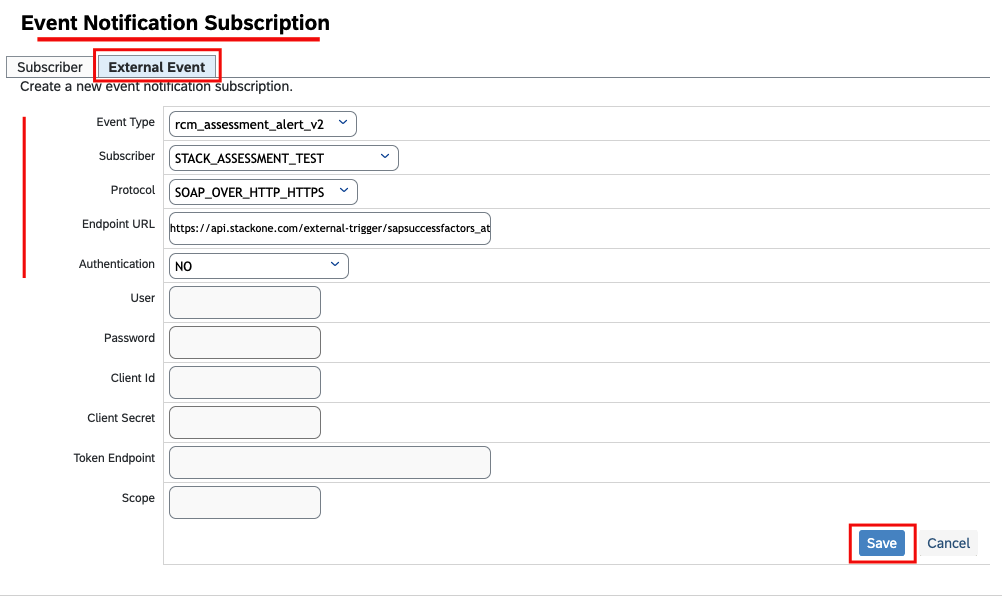 Event Notification Subscription
Subscriber
External Event
Create a new event notification subscription.
Event Type rcm_assessment_alert_v2
Subscriber STACK_ASSESSMENT_TEST
Protocol SOAP_OVER_HTTP_HTTPS
Endpoint URL https://api.stackone.com/external-trigger/sapsuccessfactors_at
Authentication NO
User
Password
Client Id
Client Secret
Token Endpoint
Scope
Save Cancel